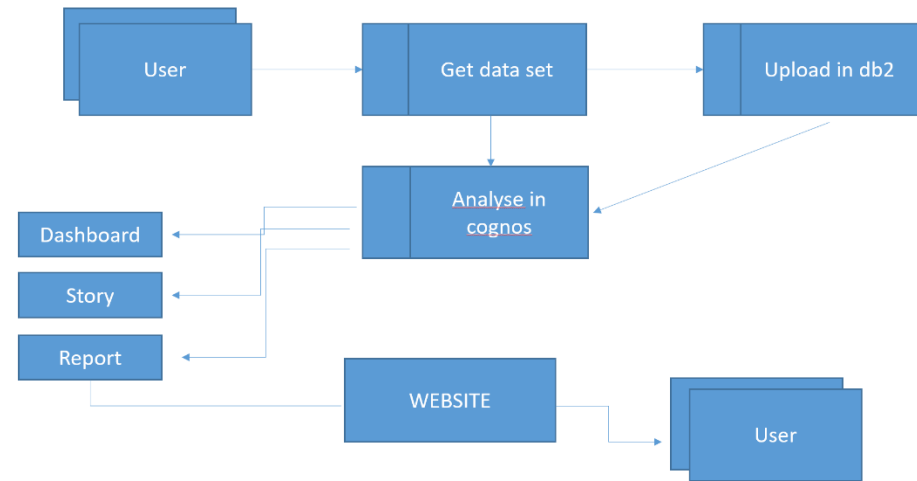 User
Get data set
Upload in db2
Analyse in
cognos
Dashboard
Story
Report
WEBSITE
User